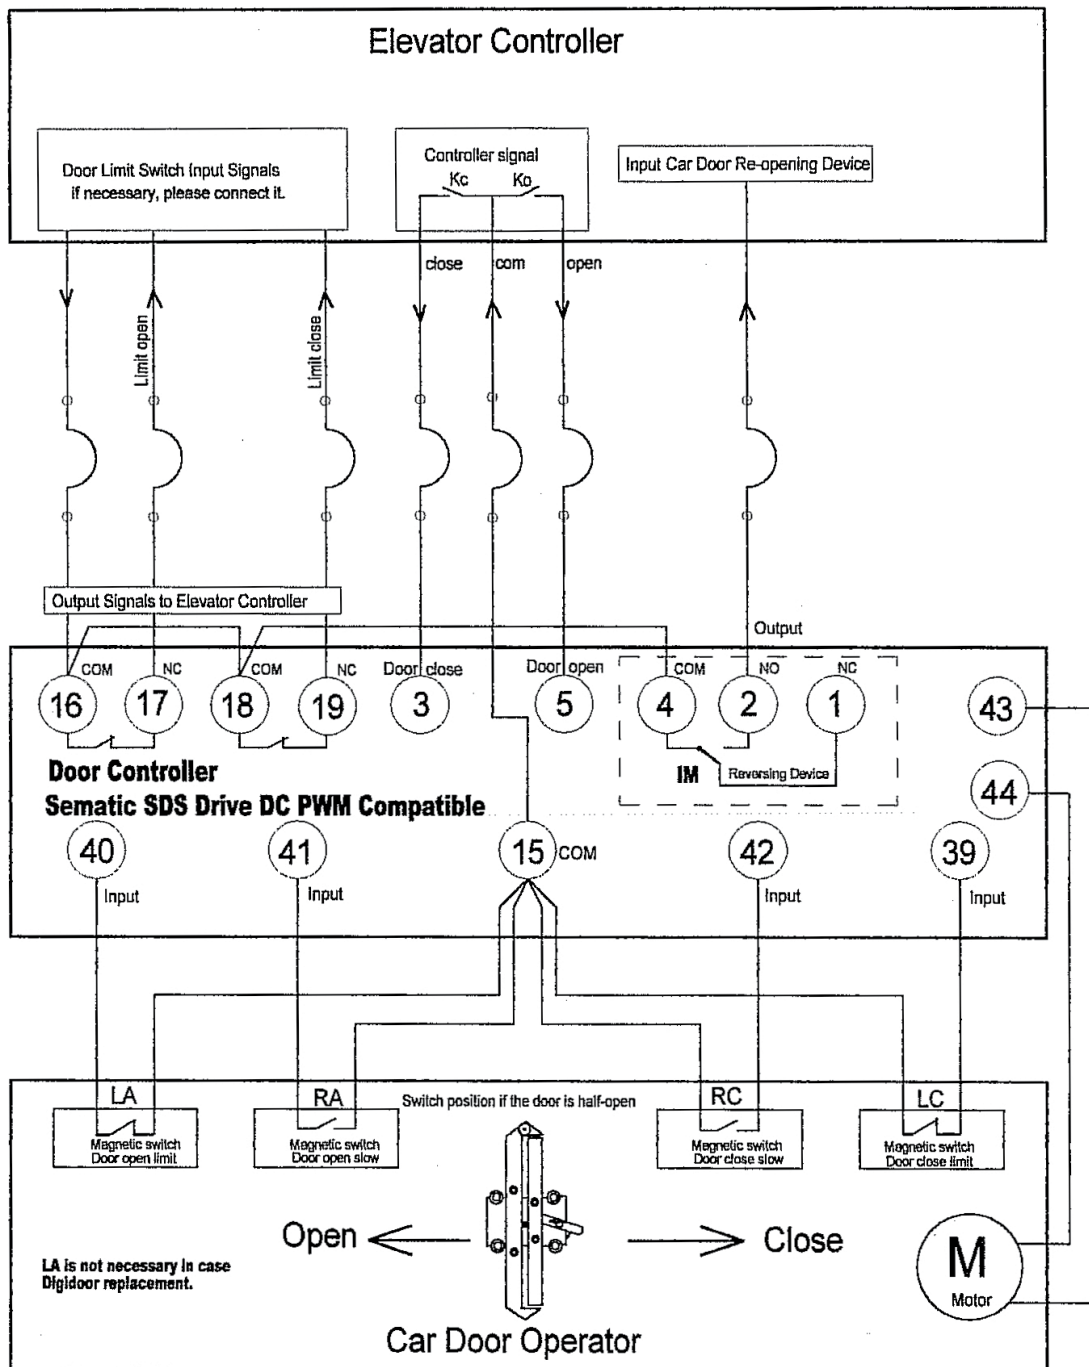 Elevator Controller
Door Limit Switch Input Signals
if necessary, please connect it.
Controller signal
Kc
Ko
Input Car Door Re-opening Device
close
com
open
Limit open
Limit close
Output Signals to Elevator Controller
Output
COM
NC
COM
NC
Door close
Door open
COM
NO
NC
16
17
18
19
3
5
4
2
1
43
IM
Reversing Device
Door Controller
44
Sematic SDS Drive DC PWM Compatible
40
41
15
COM
42
39
Input
Input
Input
Input
LA
RA
Switch position if the door is half-open
RC
LC
Magnetic switch
Door open limit
Magnetic switch
Door open slow
Magnetic switch
Door close slow
Magnetic switch
Door close limit
Open
Close
LA is not necessary in case
Digidoor replacement.
M
Motor
Car Door Operator